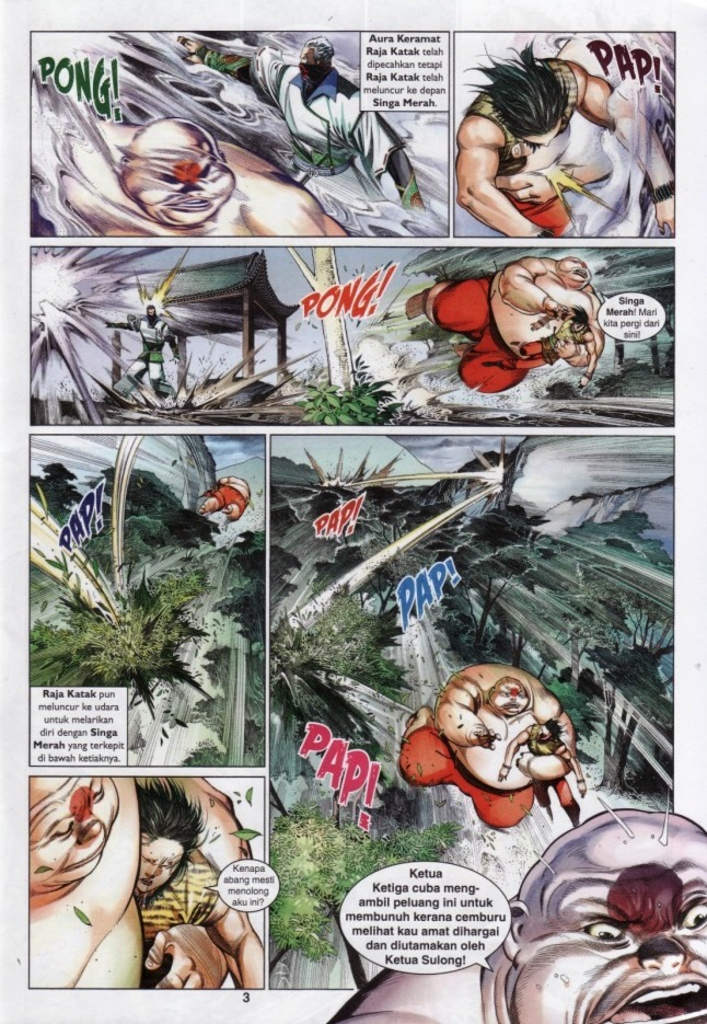 PONG!
Aura Keramat
Raja Katak telah
dipecahkan tetapi
Raja Katak telah
meluncur ke depan
Singa Merah.
PAP!
PONG!
Singa
Merah! Mari
kita pergi dari
sini!
PAP!
Raja Katak pun
meluncur ke udara
untuk melarikan
diri dengan Singa
Merah yang terkepit
di bawah ketiaknya.
PAP!
PAP!
PAP!
Kenapa
abang mesti
menolong
aku ini?
Ketua
Ketiga cuba meng-
ambil peluang ini untuk
membunuh kerana cemburu
melihat kau amat dihargai
dan diutamakan oleh
Ketua Sulong!
3